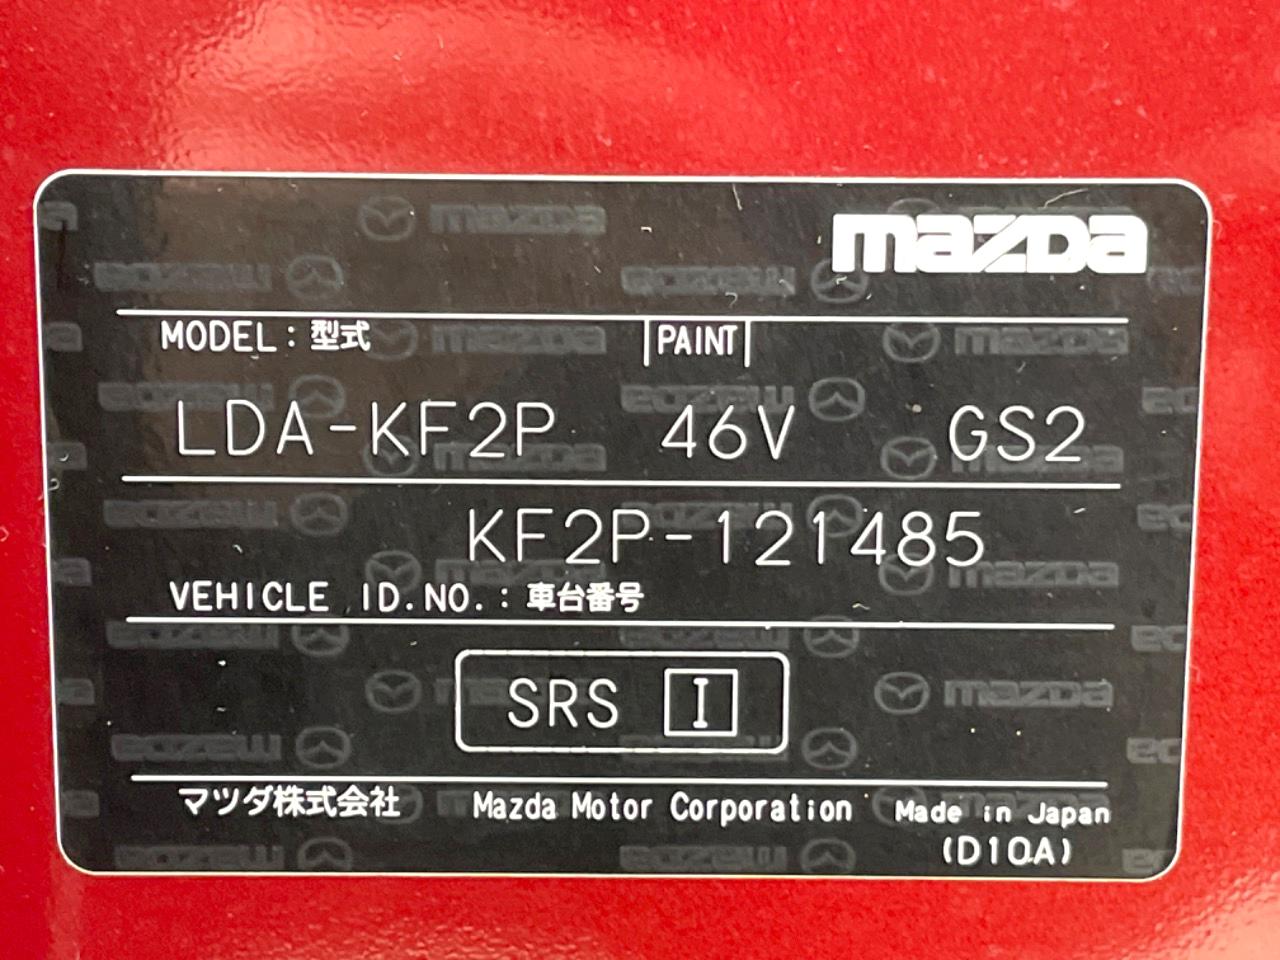 mazda
MODEL : 型式 PAINT
LDA-KF2P 46V GS2
KF2P-121485
VEHICLE ID.NO. : 車台番号
SRS I
マツダ株式会社 Mazda Motor Corporation Made in Japan
(D10A)